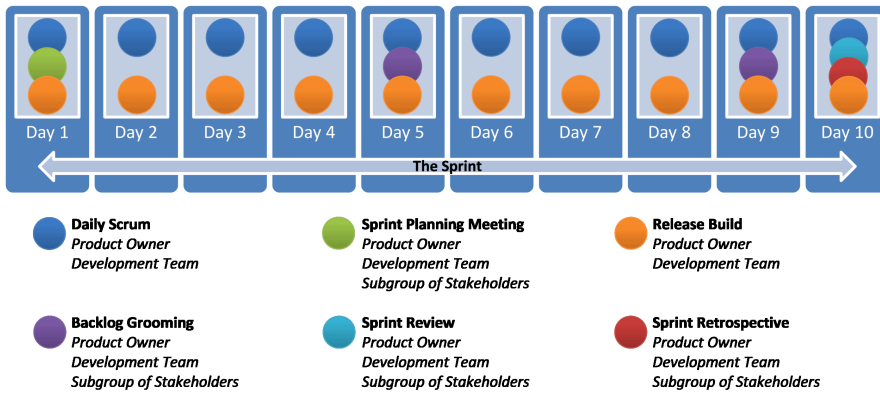 Day 1
Day 2
Day 3
Day 4
Day 5
Day 6
Day 7
Day 8
Day 9
Day 10
The Sprint
Daily Scrum
Product Owner
Development Team
Sprint Planning Meeting
Product Owner
Development Team
Subgroup of Stakeholders
Release Build
Product Owner
Development Team
Backlog Grooming
Product Owner
Development Team
Subgroup of Stakeholders
Sprint Review
Product Owner
Development Team
Subgroup of Stakeholders
Sprint Retrospective
Product Owner
Development Team
Subgroup of Stakeholders